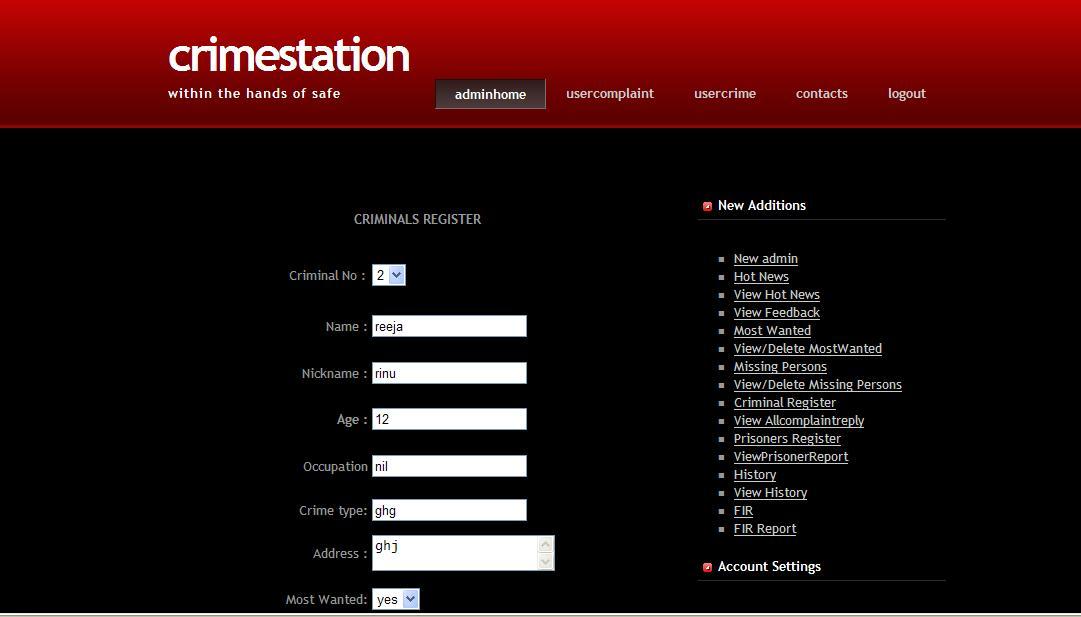 crimestation
within the hands of safe
adminhome usercomplaint usercrime contacts logout
CRIMINALS REGISTER
Criminal No : 2
Name : reeja
Nickname : rinu
Age : 12
Occupation nil
Crime type: ghg
Address : ghj
Most Wanted: yes
New Additions
New admin
Hot News
View Hot News
View Feedback
Most Wanted
View/Delete MostWanted
Missing Persons
View/Delete Missing Persons
Criminal Register
View Allcomplaintreply
Prisoners Register
ViewPrisonerReport
History
View History
FIR
FIR Report
Account Settings